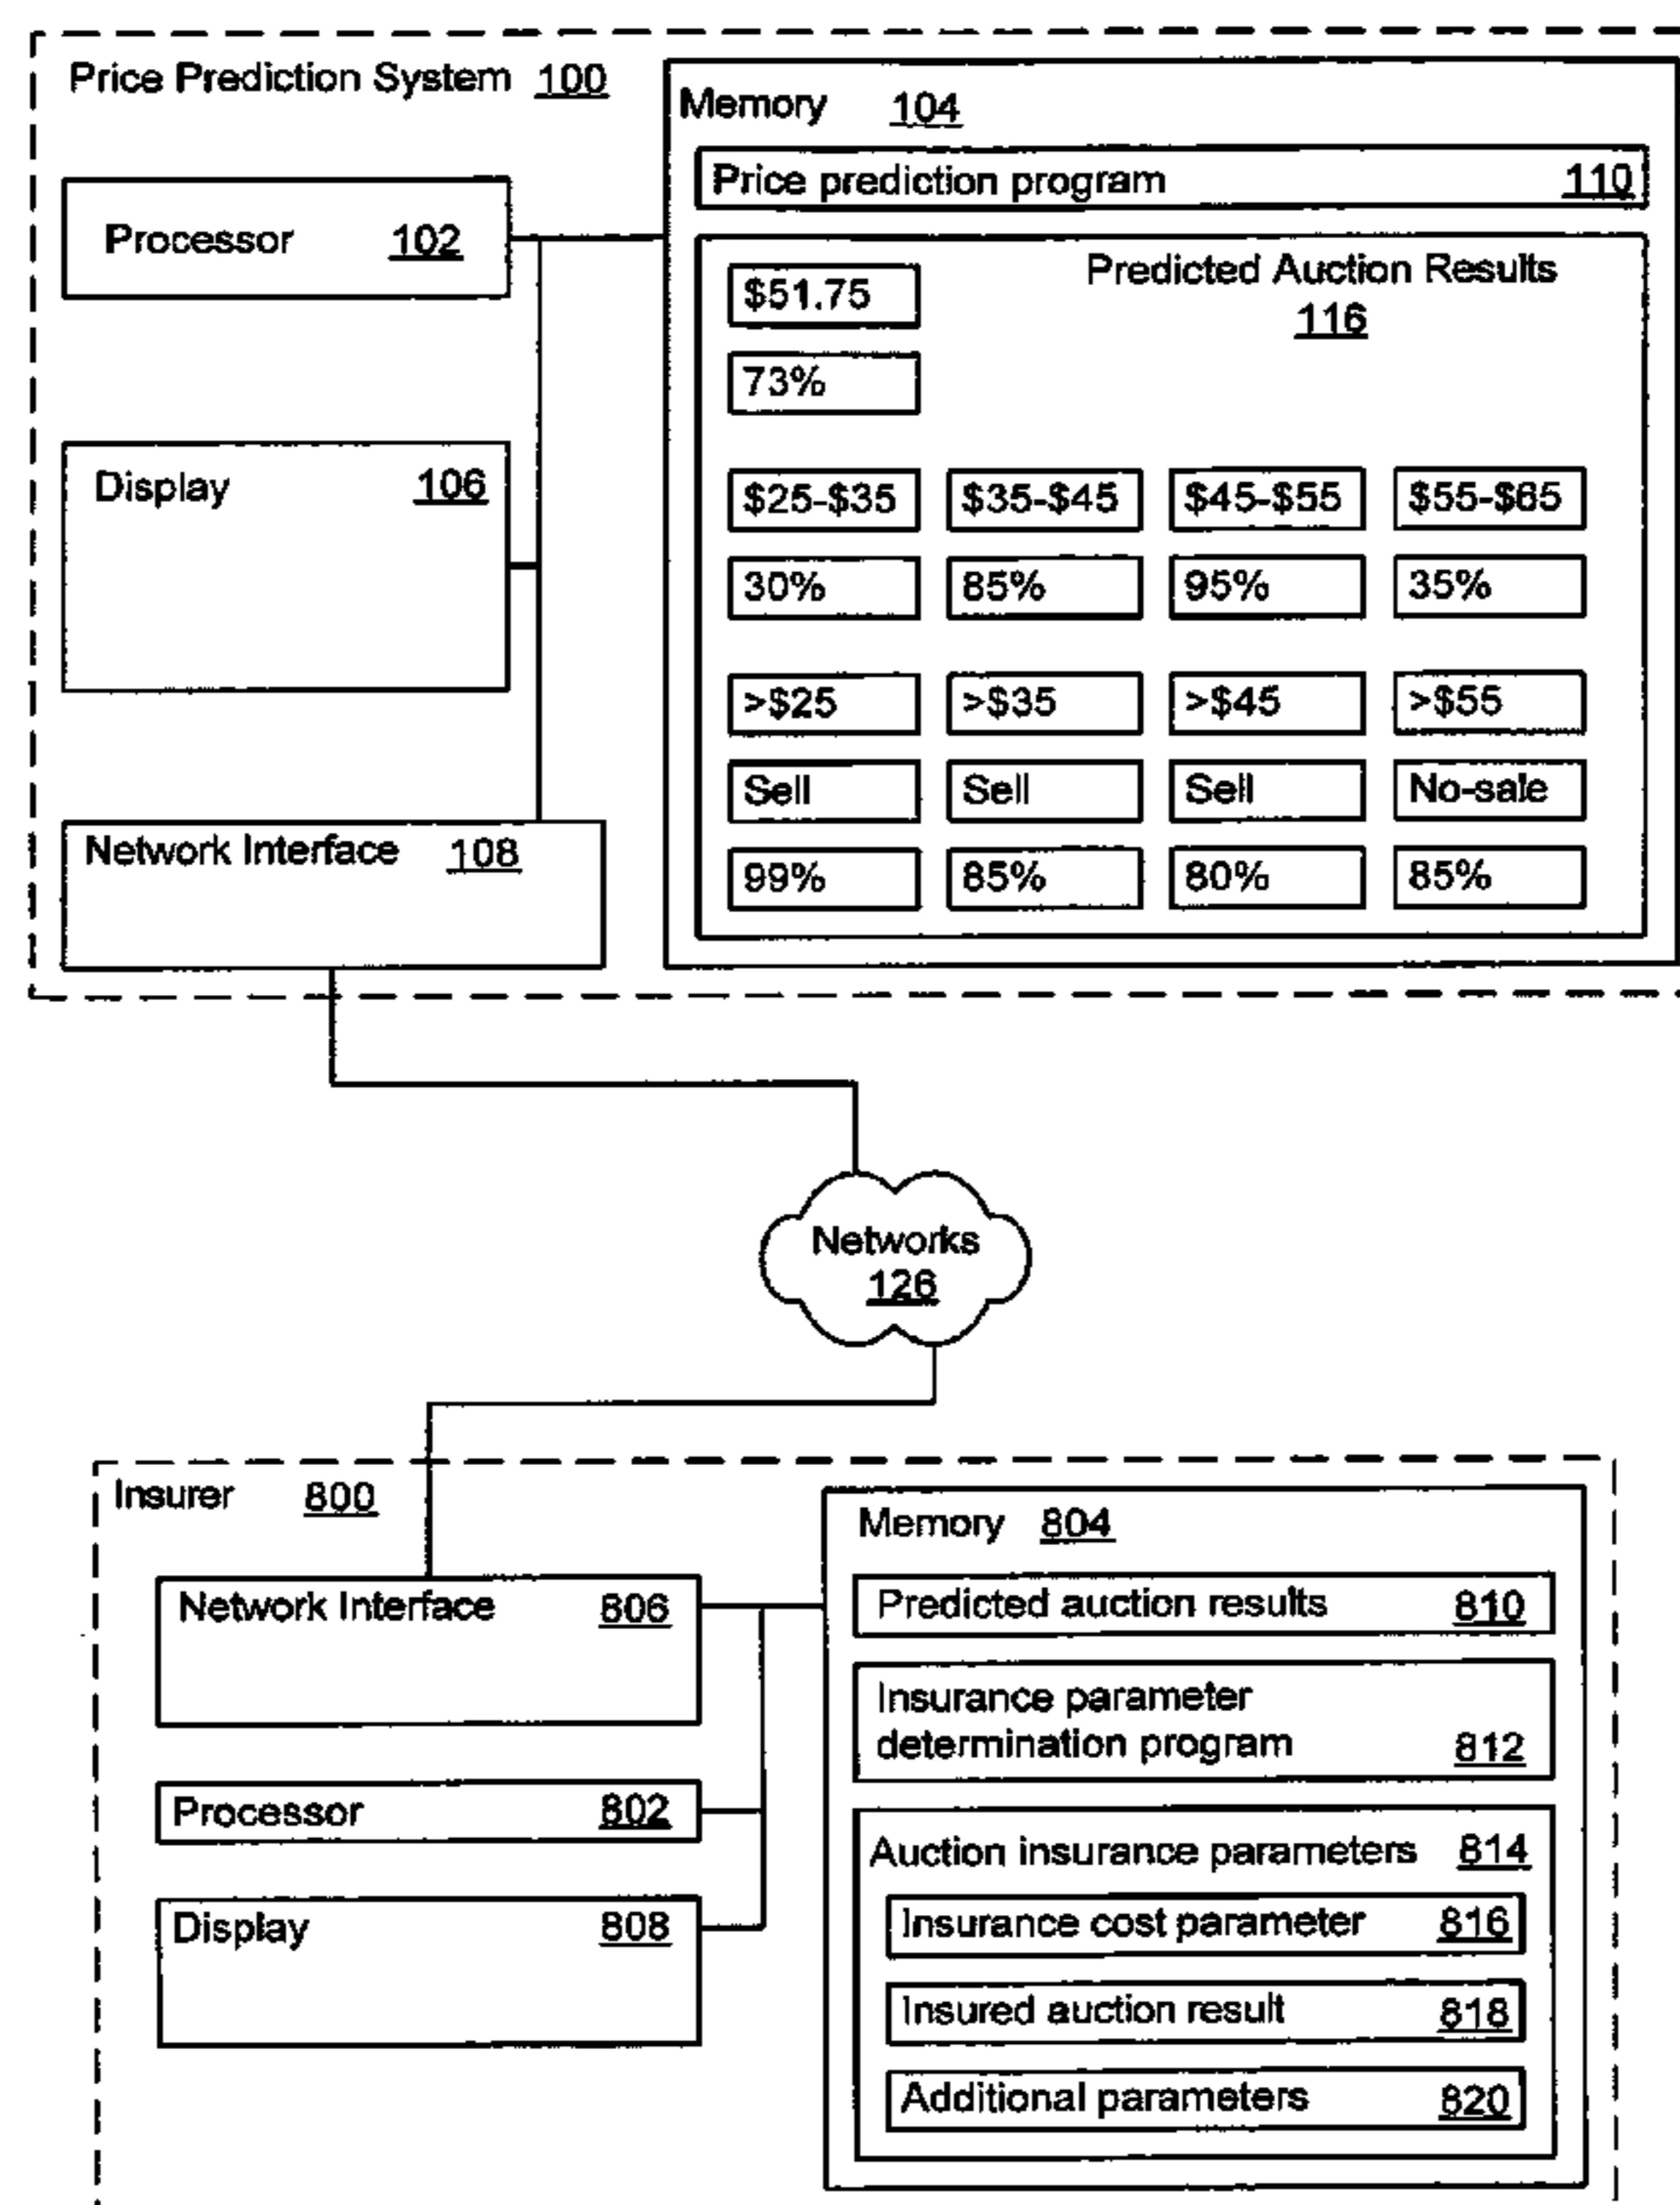 Price Prediction System 100
Memory 104
Price prediction program 110
Processor 102
Predicted Auction Results
116
$51.75
73%
Display 106
$25-$35 $35-$45 $45-$55 $55-$65
30% 85% 95% 35%
>$25 >$35 >$45 >$55
Sell Sell Sell No-sale
Network Interface 108
99% 85% 80% 85%
Networks
126
Insurer 800
Memory 804
Network Interface 806
Predicted auction results 810
Insurance parameter
determination program 812
Processor 802
Auction insurance parameters 814
Display 808
Insurance cost parameter 816
Insured auction result 818
Additional parameters 820